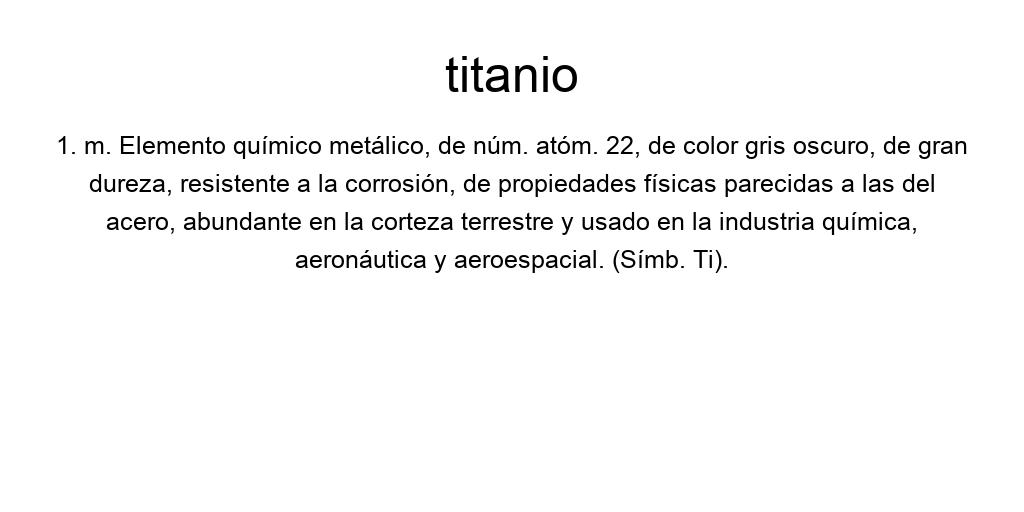 titanio
1. m. Elemento químico metálico, de núm. atóm. 22, de color gris oscuro, de gran
dureza, resistente a la corrosión, de propiedades físicas parecidas a las del
acero, abundante en la corteza terrestre y usado en la industria química,
aeronáutica y aeroespacial. (Símb. Ti).